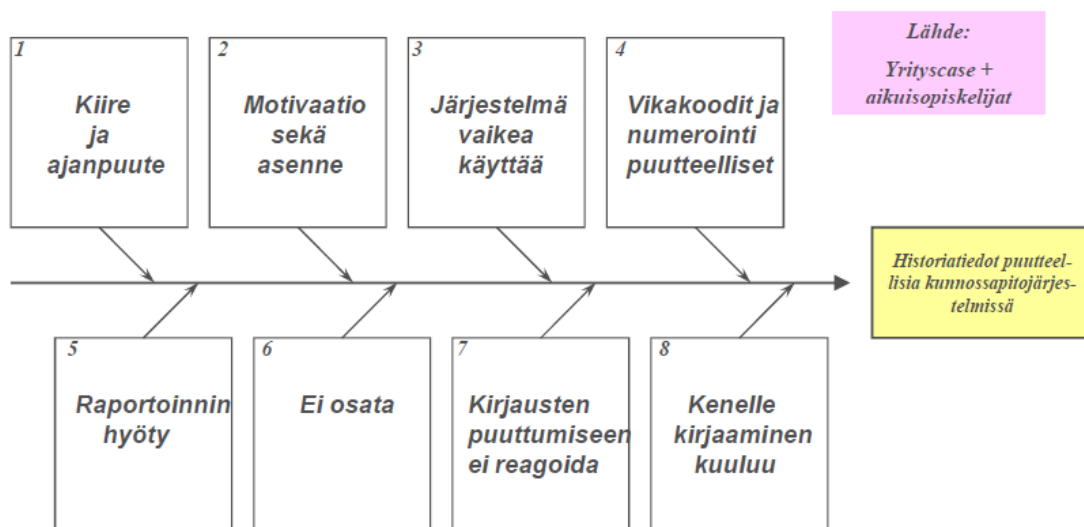 1
Kiire
ja
ajanpuute
2
Motivaatio
sekä
asenne
3
Järjestelmä
vaikea
käyttää
4
Vikakoodit ja
numerointi
puutteelliset
Lähde:
Yrityscase +
aikuisopiskelijat
Historiatiedot puutteel-
lisia kunnossapitojärjes-
telmissä
5
Raportoinnin
hyöty
6
Ei osata
7
Kirjausten
puuttumiseen
ei reagoida
8
Kenelle
kirjaaminen
kuuluu